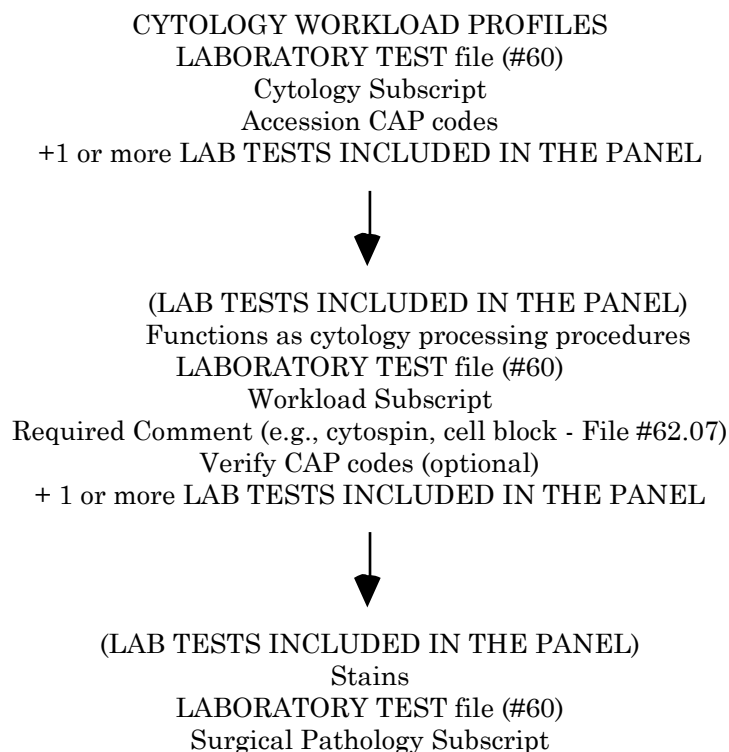 CYTOLOGY WORKLOAD PROFILES
LABORATORY TEST file (#60)
Cytology Subscript
Accession CAP codes
+1 or more LAB TESTS INCLUDED IN THE PANEL
(LAB TESTS INCLUDED IN THE PANEL)
Functions as cytology processing procedures
LABORATORY TEST file (#60)
Workload Subscript
Required Comment (e.g., cytospin, cell block - File #62.07)
Verify CAP codes (optional)
+ 1 or more LAB TESTS INCLUDED IN THE PANEL
(LAB TESTS INCLUDED IN THE PANEL)
Stains
LABORATORY TEST file (#60)
Surgical Pathology Subscript